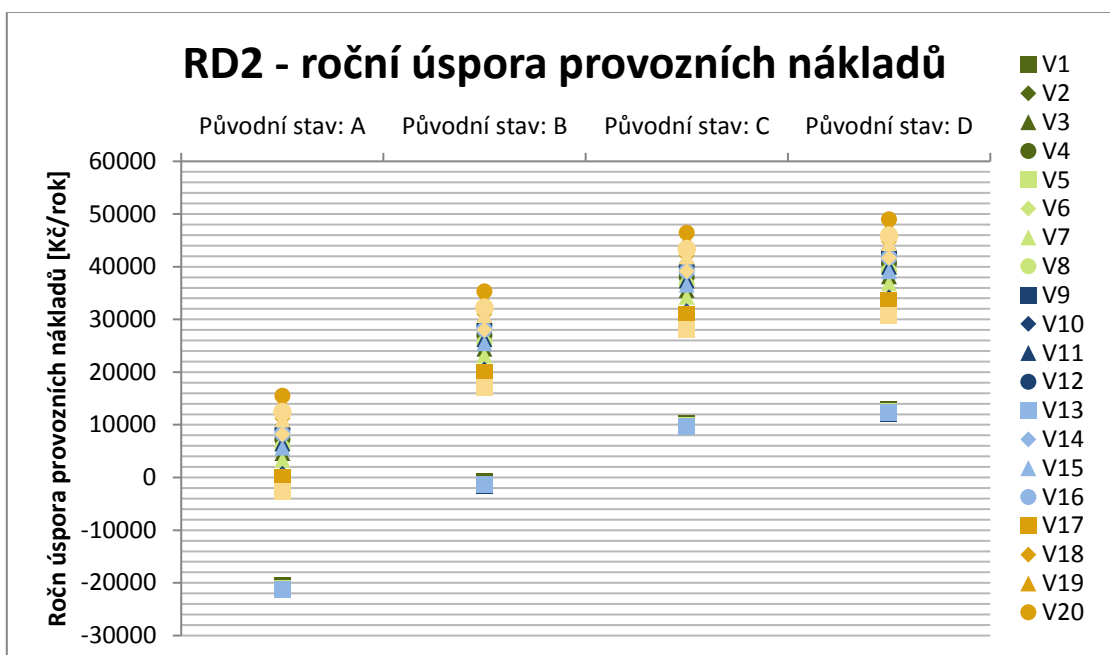 RD2 - roční úspora provozních nákladů
Původní stav: A Původní stav: B Původní stav: C Původní stav: D
Ročn úspora provozních nákladů [Kč/rok]
60000
50000
40000
30000
20000
10000
0
-10000
-20000
-30000
V1
V2
V3
V4
V5
V6
V7
V8
V9
V10
V11
V12
V13
V14
V15
V16
V17
V18
V19
V20